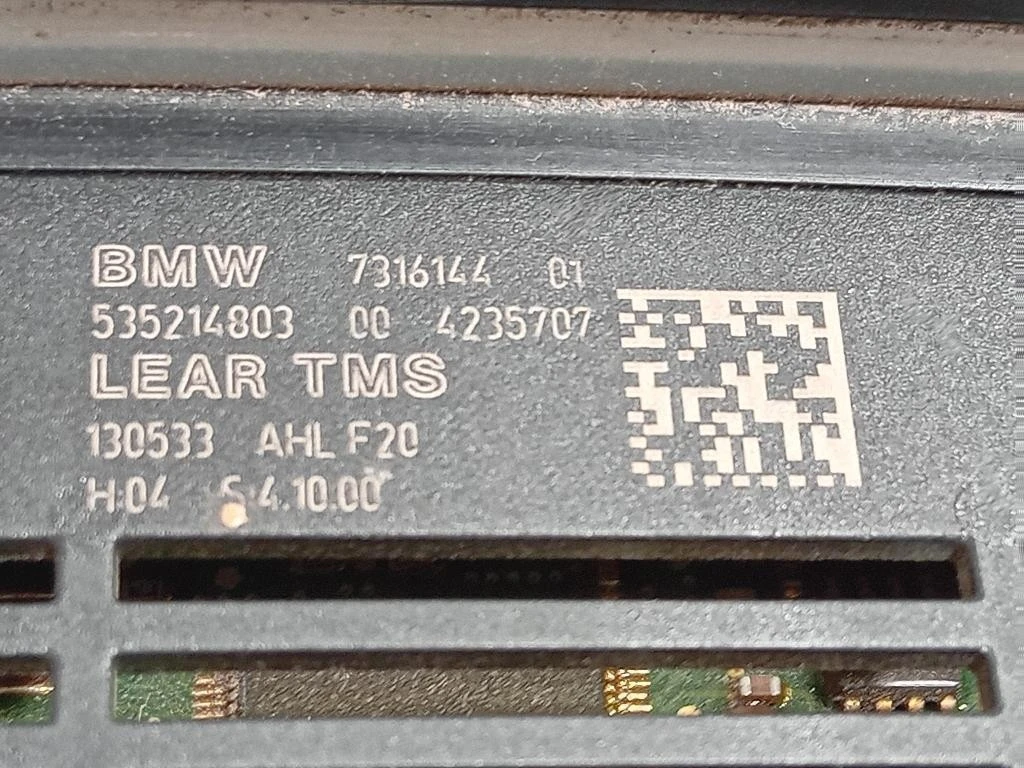 BMW 7316144 01
535214803 00 4235707
LEAR TMS
130533 AHL F20
H:04 S:4.10.00